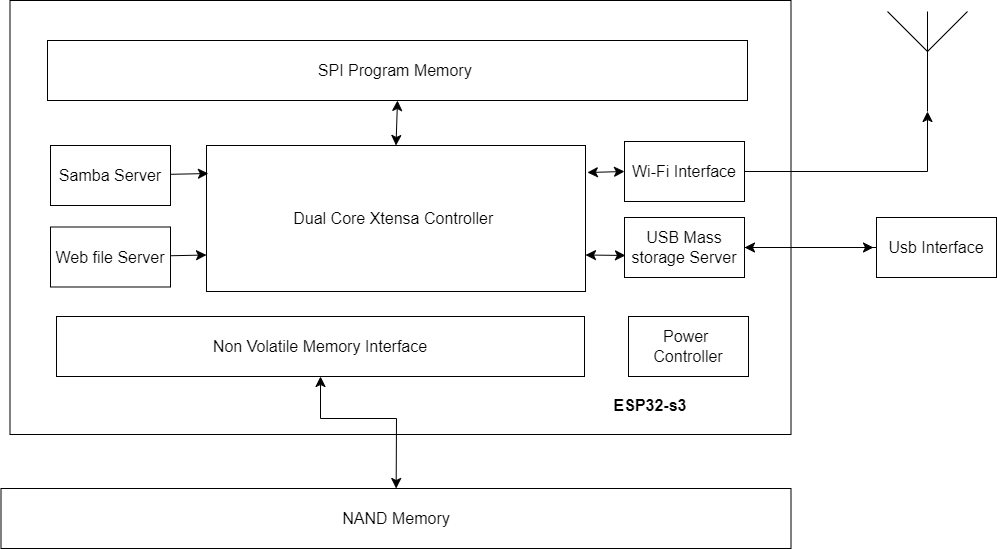 SPI Program Memory
Samba Server
Wi-Fi Interface
Dual Core Xtensa Controller
Web file Server
USB Mass
storage Server
Usb Interface
Non Volatile Memory Interface
Power
Controller
ESP32-s3
NAND Memory